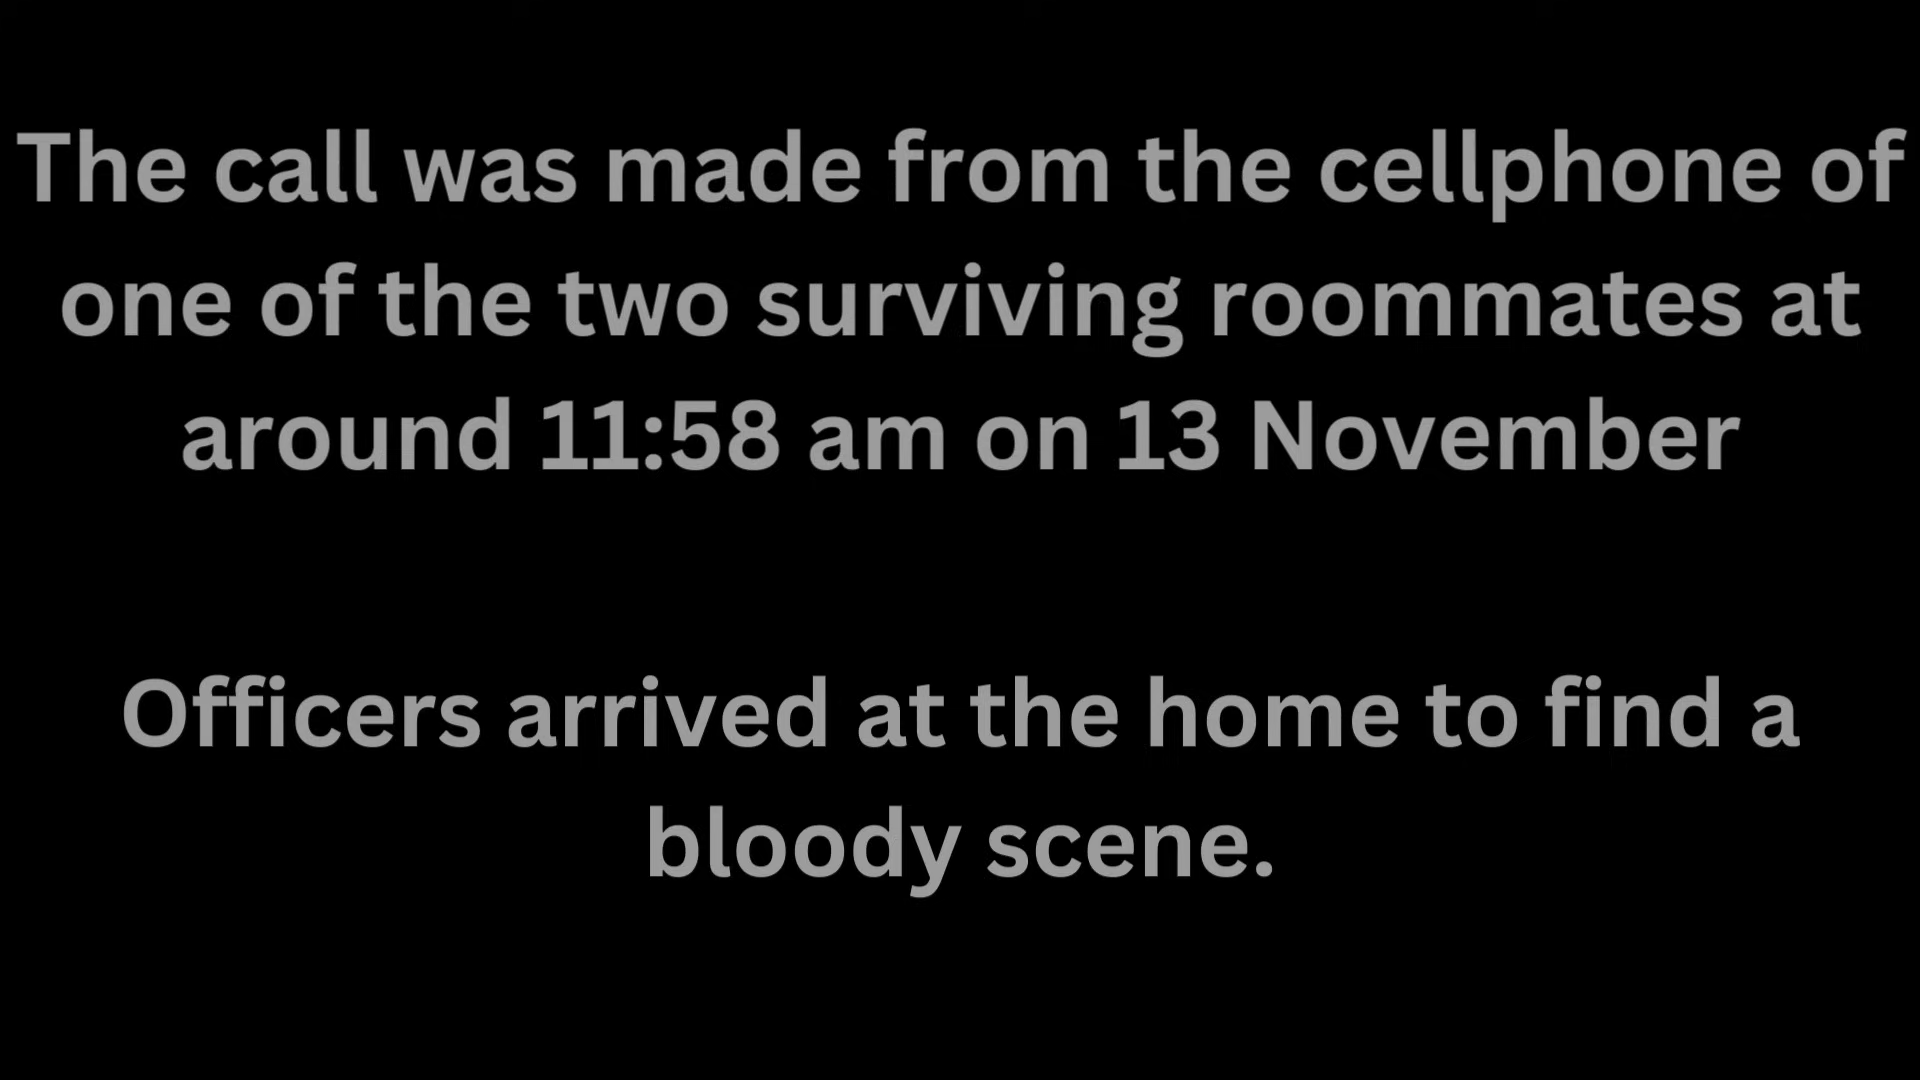 The call was made from the cellphone of
one of the two surviving roommates at
around 11:58 am on 13 November
Officers arrived at the home to find a
bloody scene.